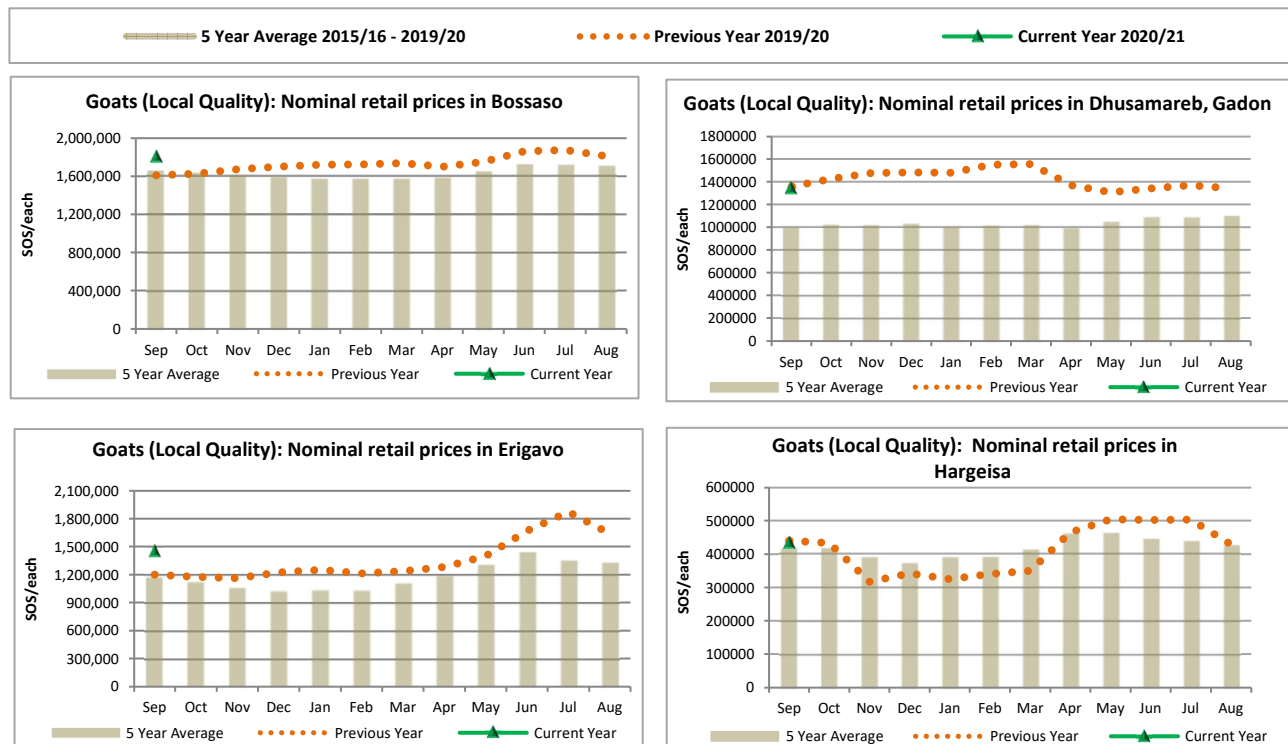 5 Year Average 2015/16 - 2019/20 Previous Year 2019/20 Current Year 2020/21
Goats (Local Quality): Nominal retail prices in Bossaso
SOS/each
2,000,000
1,600,000
1,200,000
800,000
400,000
0
Sep Oct Nov Dec Jan Feb Mar Apr May Jun Jul Aug
5 Year Average Previous Year Current Year
Goats (Local Quality): Nominal retail prices in Dhusamareb, Gadon
SOS/each
1800000
1600000
1400000
1200000
1000000
800000
600000
400000
200000
0
Sep Oct Nov Dec Jan Feb Mar Apr May Jun Jul Aug
5 Year Average Previous Year Current Year
Goats (Local Quality): Nominal retail prices in Erigavo
SOS/each
2,100,000
1,800,000
1,500,000
1,200,000
900,000
600,000
300,000
0
Sep Oct Nov Dec Jan Feb Mar Apr May Jun Jul Aug
5 Year Average Previous Year Current Year
Goats (Local Quality): Nominal retail prices in
Hargeisa
SOS/each
600000
500000
400000
300000
200000
100000
0
Sep Oct Nov Dec Jan Feb Mar Apr May Jun Jul Aug
5 Year Average Previous Year Current Year